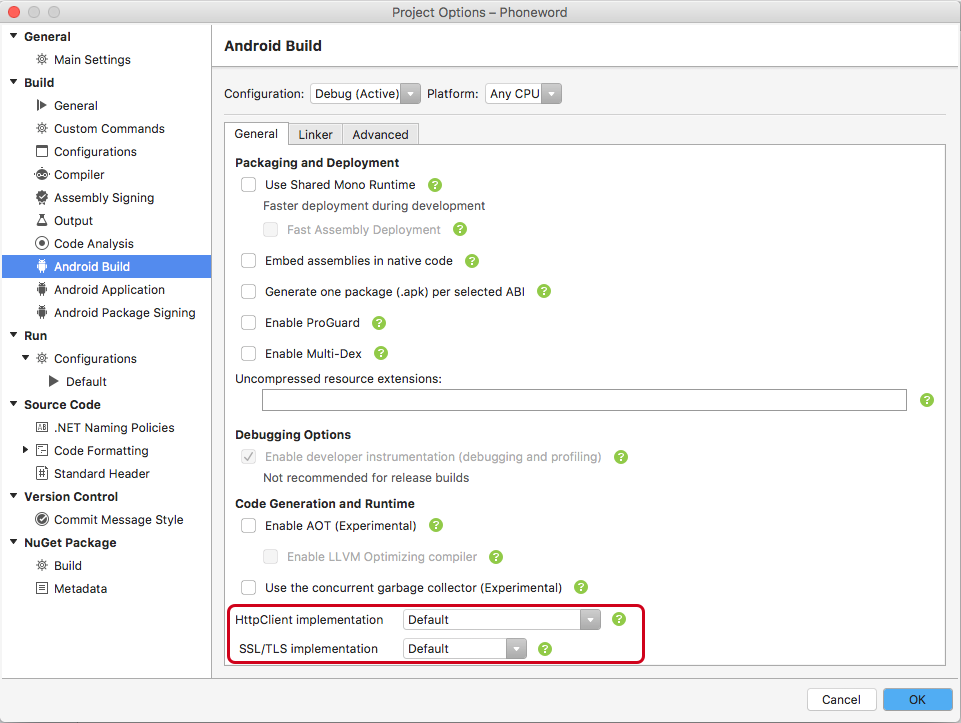 Project Options – Phoneword
General
Main Settings
Build
General
Custom Commands
Configurations
Compiler
Assembly Signing
Output
Code Analysis
Android Build
Android Application
Android Package Signing
Run
Configurations
Default
Source Code
.NET Naming Policies
Code Formatting
Standard Header
Version Control
Commit Message Style
NuGet Package
Build
Metadata
Android Build
Configuration: Debug (Active) Platform: Any CPU
General Linker Advanced
Packaging and Deployment
Use Shared Mono Runtime ?
Faster deployment during development
Fast Assembly Deployment ?
Embed assemblies in native code ?
Generate one package (.apk) per selected ABI ?
Enable ProGuard ?
Enable Multi-Dex ?
Uncompressed resource extensions:
?
Debugging Options
Enable developer instrumentation (debugging and profiling) ?
Not recommended for release builds
Code Generation and Runtime
Enable AOT (Experimental) ?
Enable LLVM Optimizing compiler ?
Use the concurrent garbage collector (Experimental) ?
HttpClient implementation Default ?
SSL/TLS implementation Default ?
Cancel OK